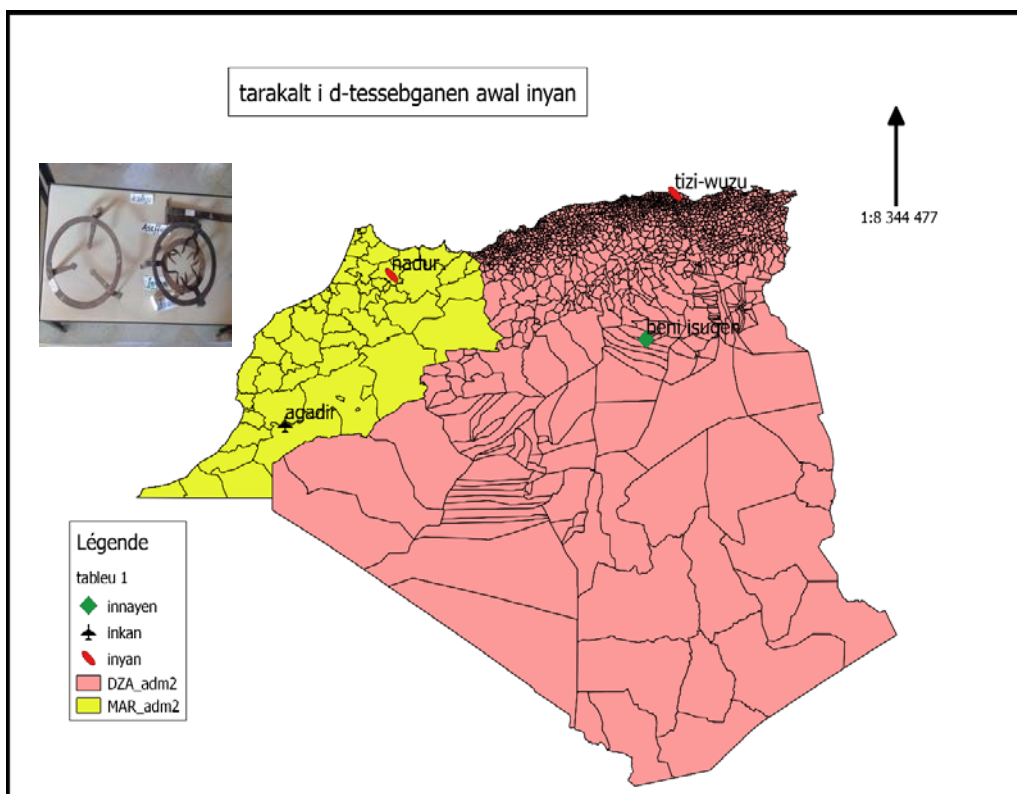 tarakalt i d-tessebganen awal inyan
tizi-wuzu
1:8 344 477
nadur
beni isugen
agadir
Légende
tableu 1
innayen
inkan
inyan
DZA_adm2
MAR_adm2